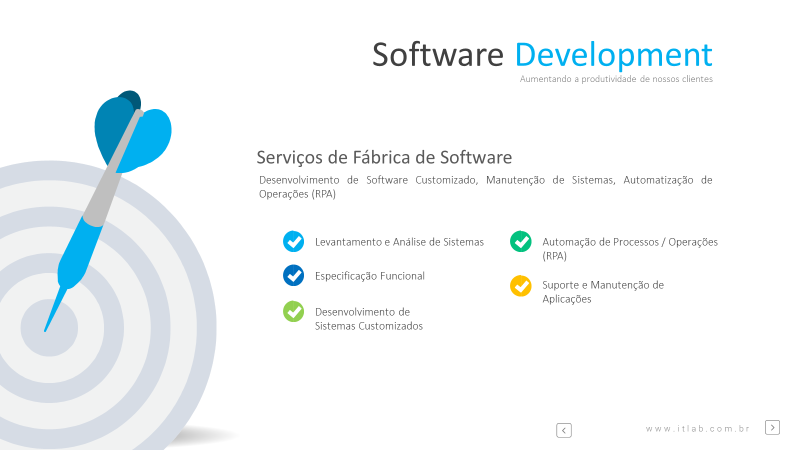 Software Development
Aumentando a produtividade de nossos clientes
Serviços de Fábrica de Software
Desenvolvimento de Software Customizado, Manutenção de Sistemas, Automatização de
Operações (RPA)
Levantamento e Análise de Sistemas
Especificação Funcional
Desenvolvimento de
Sistemas Customizados
Automação de Processos / Operações
(RPA)
Suporte e Manutenção de
Aplicações
www.itlab.com.br